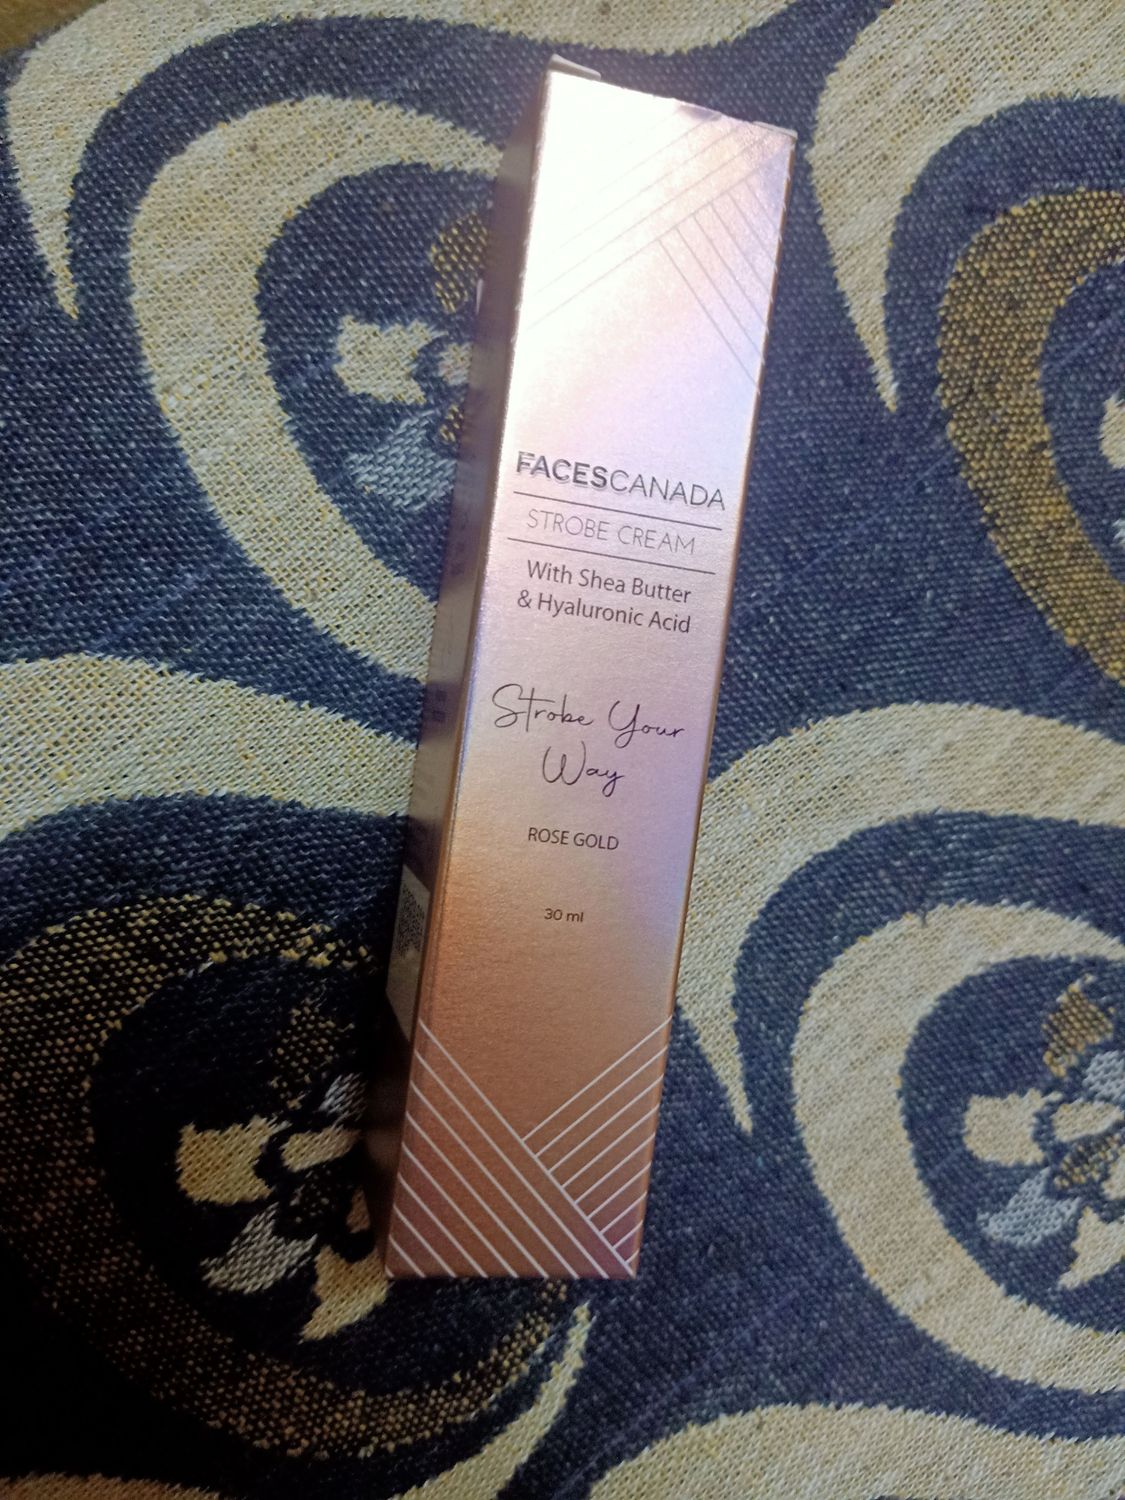 FACESCANADA
STROBE CREAM
With Shea Butter
& Hyaluronic Acid
Strobe Your
Way
ROSE GOLD
30 ml